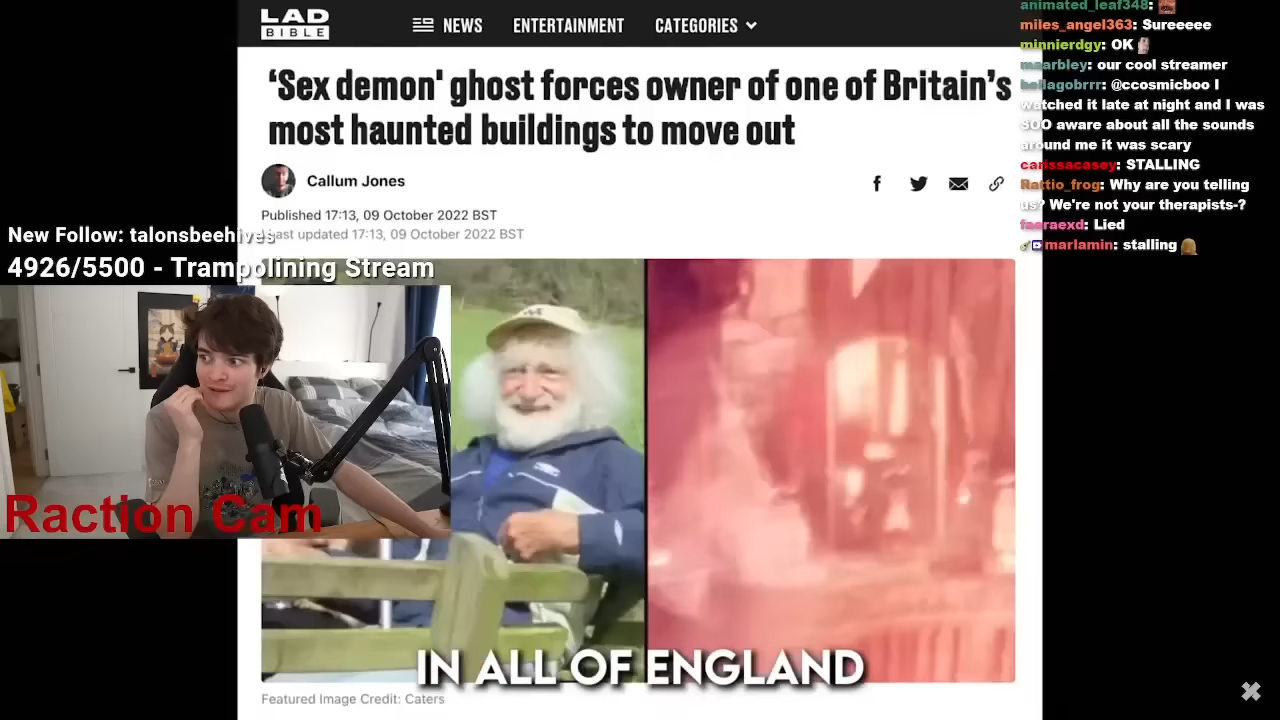 LAD
BIBLE
NEWS
ENTERTAINMENT
CATEGORIES
‘Sex demon' ghost forces owner of one of Britain’s
most haunted buildings to move out
Callum Jones
Published 17:13, 09 October 2022 BST
Last updated 17:13, 09 October 2022 BST
New Follow: talonsbeehives
4926/5500 - Trampolining Stream
Raction Cam
IN ALL OF ENGLAND
Featured Image Credit: Caters
animated_leaf348:
miles_angel363: Sureeeee
minnierdgy: OK
maarbley: our cool streamer
hallagobrrr: @ccosmicboo I
watched it late at night and I was
SOO aware about all the sounds
around me it was scary
carissacasey: STALLING
Rattio_frog: Why are you telling
us? We're not your therapists-?
faeraexd: Lied
marlamin: stalling